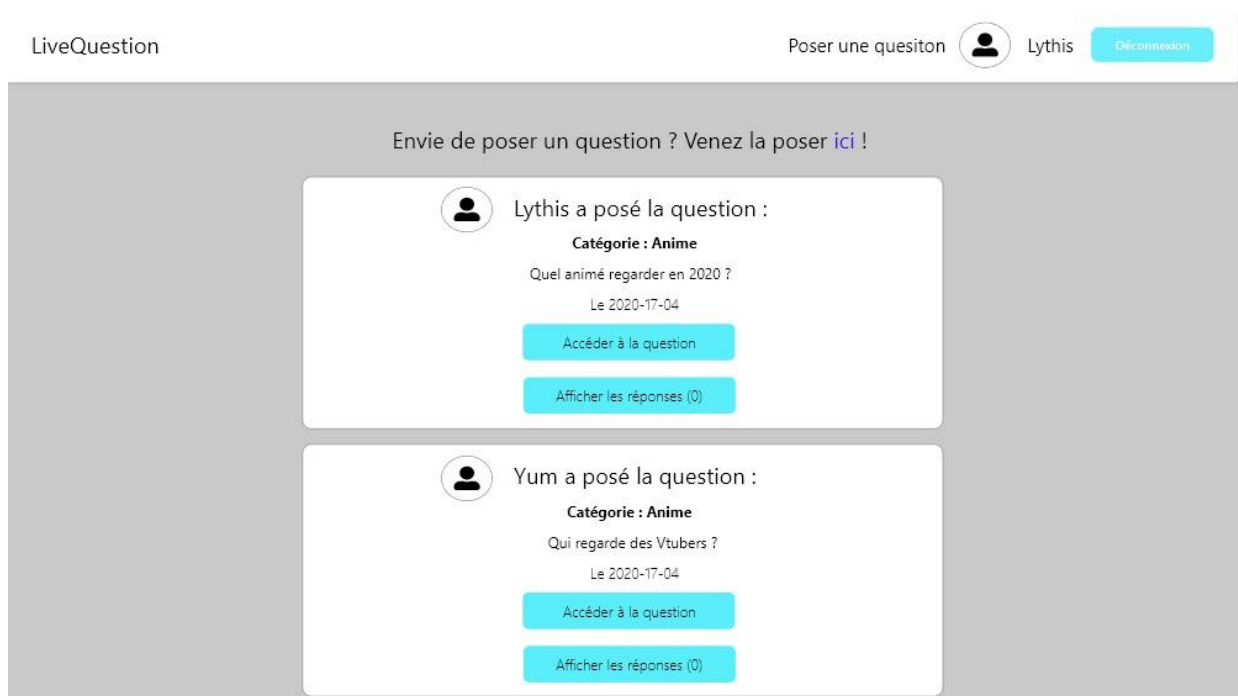 LiveQuestion
Poser une quesiton
Lythis
Déconnexion
Envie de poser un question ? Venez la poser ici !
Lythis a posé la question :
Catégorie : Anime
Quel animé regarder en 2020 ?
Le 2020-17-04
Accéder à la question
Afficher les réponses (0)
Yum a posé la question :
Catégorie : Anime
Qui regarde des Vtubers ?
Le 2020-17-04
Accéder à la question
Afficher les réponses (0)